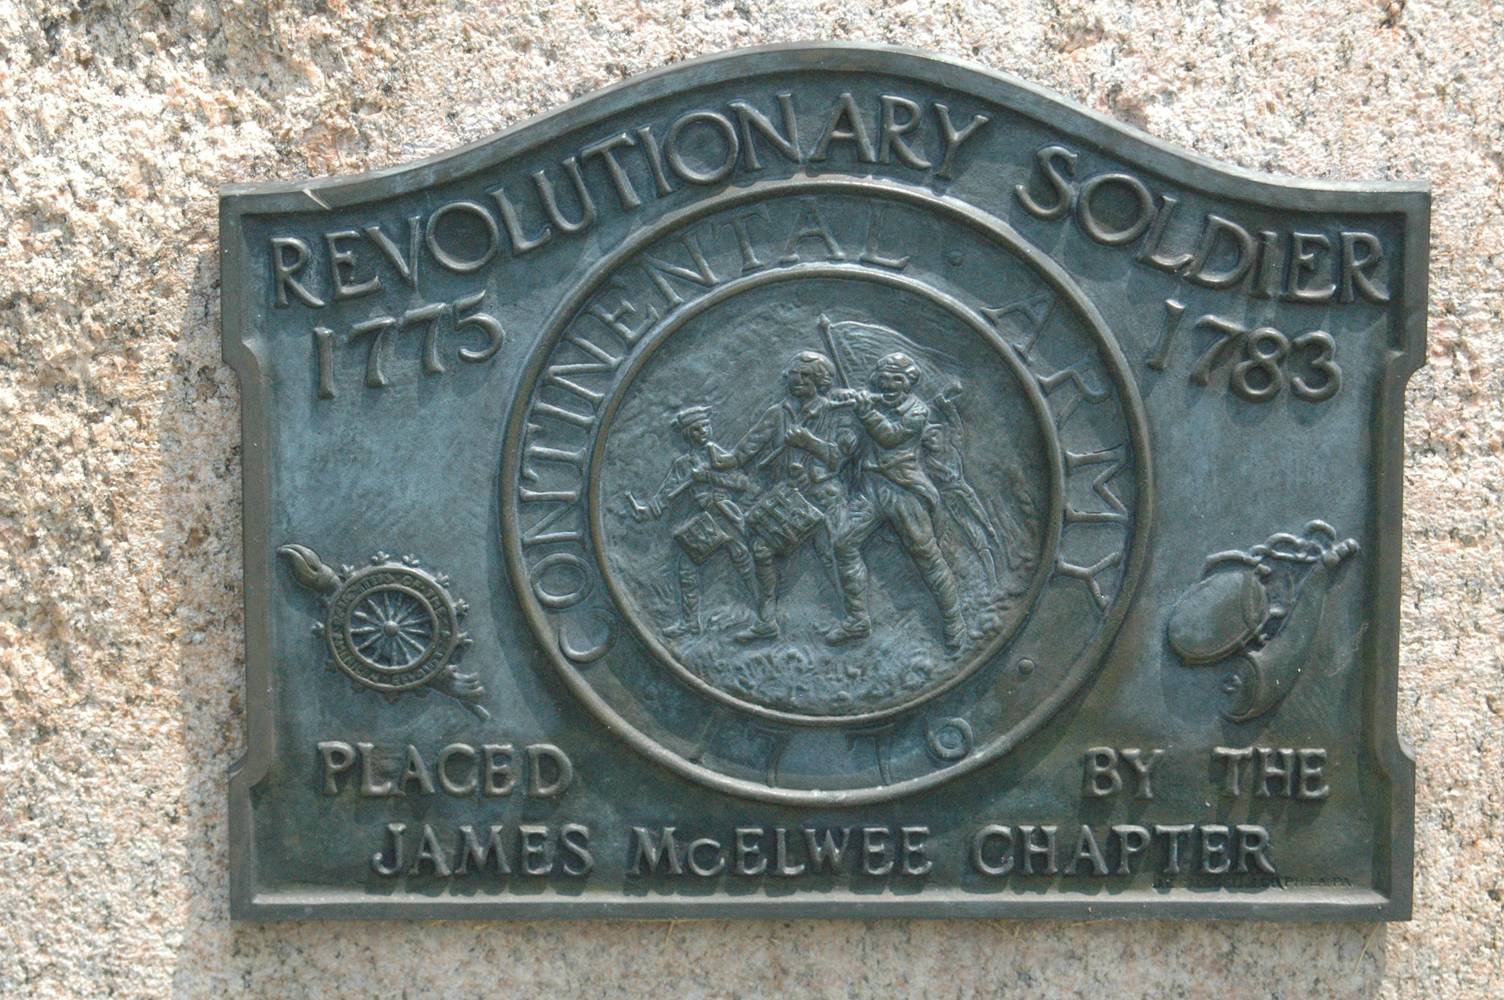 REVOLUTIONARY SOLDIER
1775 1783
CONTINENTAL · ARMY ·
1776
PLACED BY THE
JAMES McELWEE CHAPTER